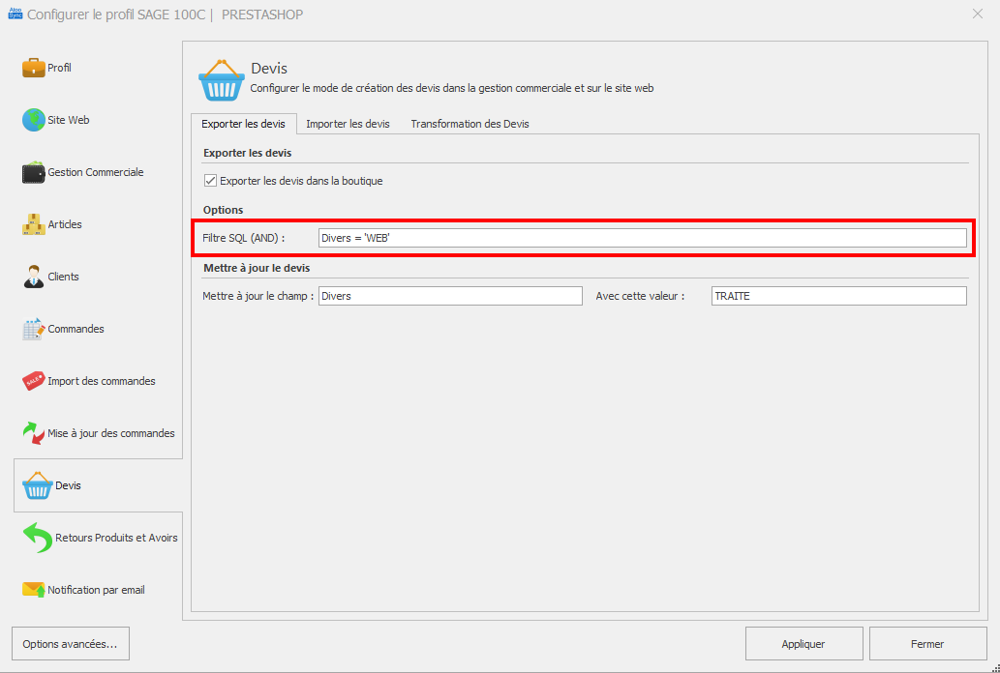 Atoo Sync Configurer le profil SAGE 100C | PRESTASHOP
Profil
Site Web
Gestion Commerciale
Articles
Clients
Commandes
Import des commandes
Mise à jour des commandes
Devis
Retours Produits et Avoirs
Notification par email
Devis
Configurer le mode de création des devis dans la gestion commerciale et sur le site web
Exporter les devis Importer les devis Transformation des Devis
Exporter les devis
Exporter les devis dans la boutique
Options
Filtre SQL (AND) : Divers = 'WEB'
Mettre à jour le devis
Mettre à jour le champ : Divers Avec cette valeur : TRAITE
Options avancées... Appliquer Fermer